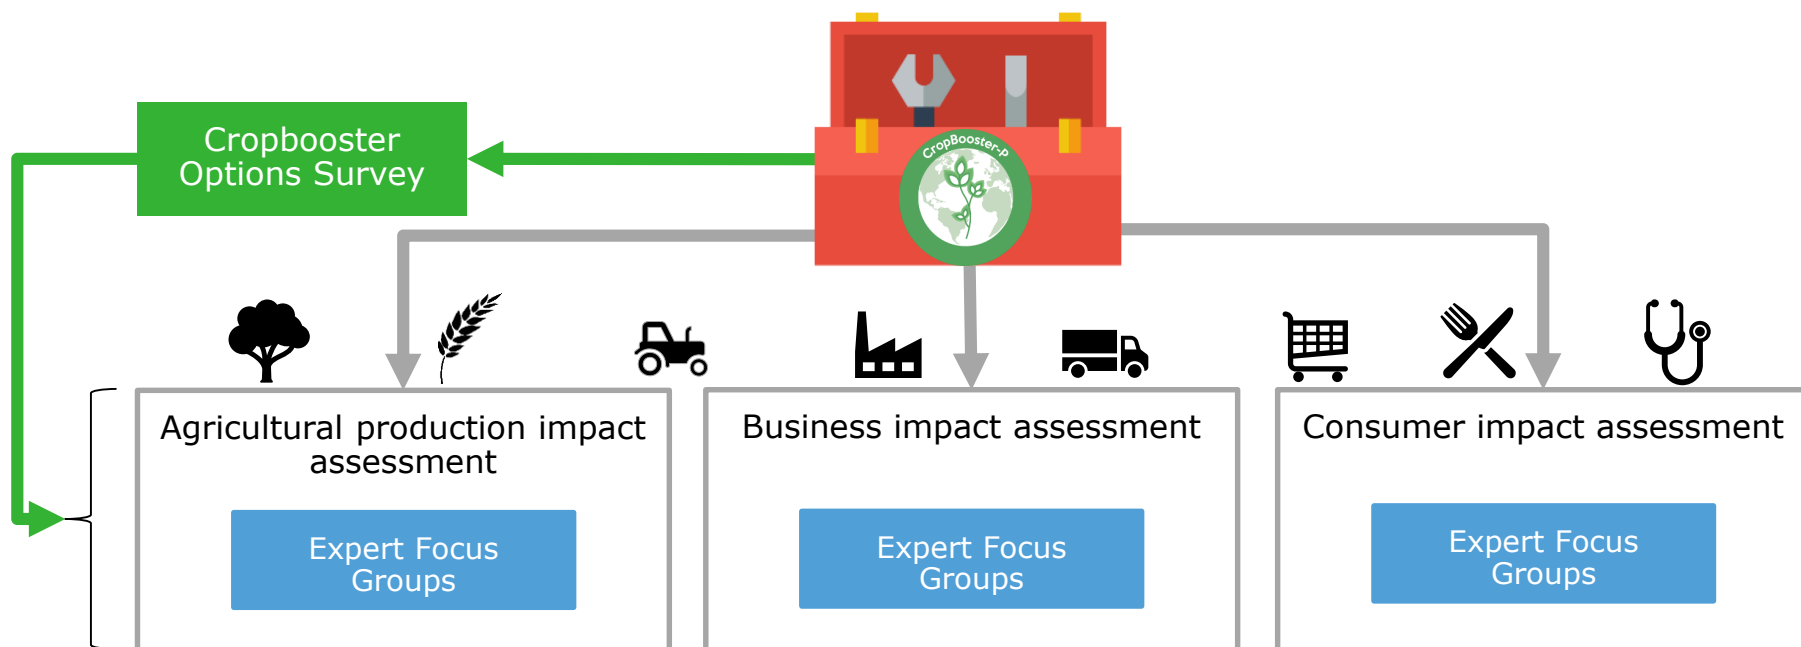 CropBooster-P
Cropbooster
Options Survey
Agricultural production impact
assessment
Expert Focus
Groups
Business impact assessment
Expert Focus
Groups
Consumer impact assessment
Expert Focus
Groups